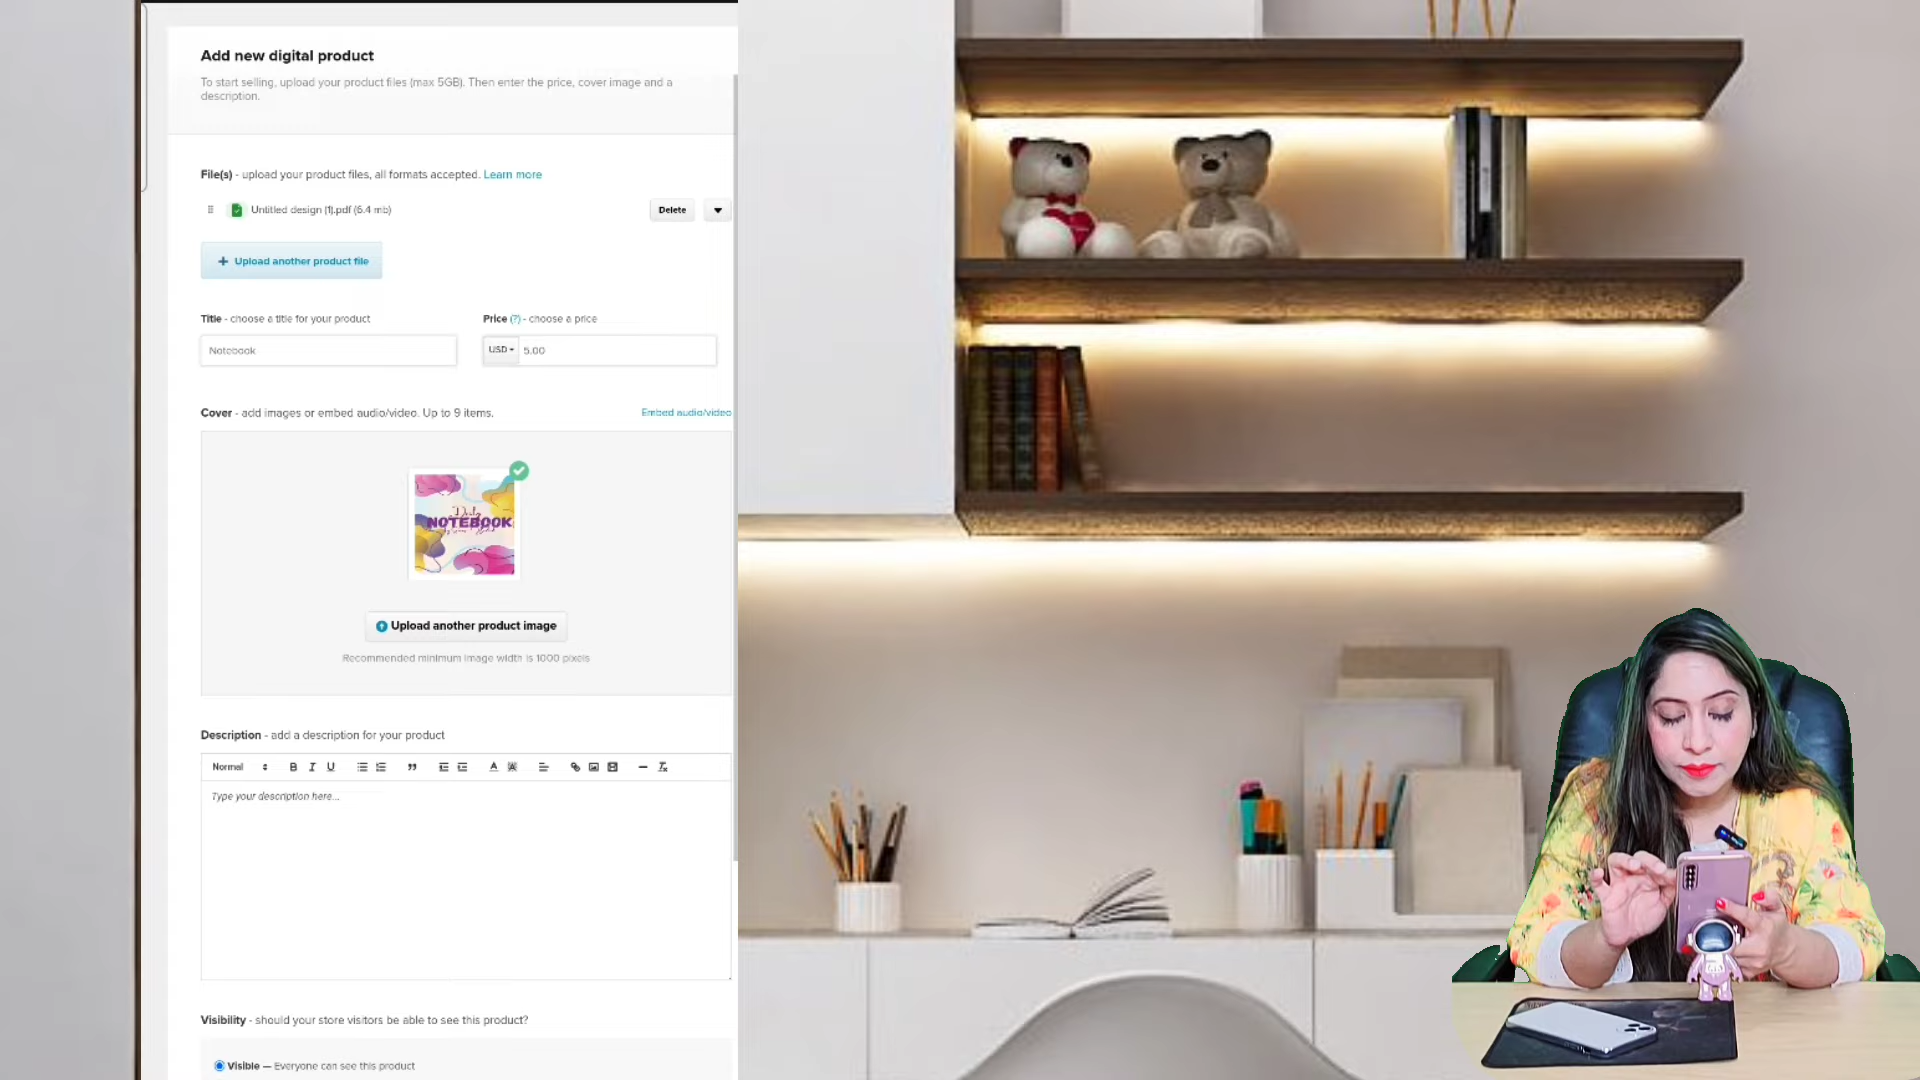 Add new digital product
To start selling, upload your product files (max 5GB). Then enter the price, cover image and a
description.
File(s) - upload your product files, all formats accepted. Learn more
Untitled design (1).pdf (6.4 mb)
Delete
+ Upload another product file
Title - choose a title for your product
Price (?) - choose a price
Notebook
USD
5.00
Cover - add images or embed audio/video. Up to 9 items.
Embed audio/video
NOTEBOOK
Upload another product image
Recommended minimum image width is 1000 pixels
Description - add a description for your product
Normal
B I U
Type your description here...
Visibility - should your store visitors be able to see this product?
Visible — Everyone can see this product